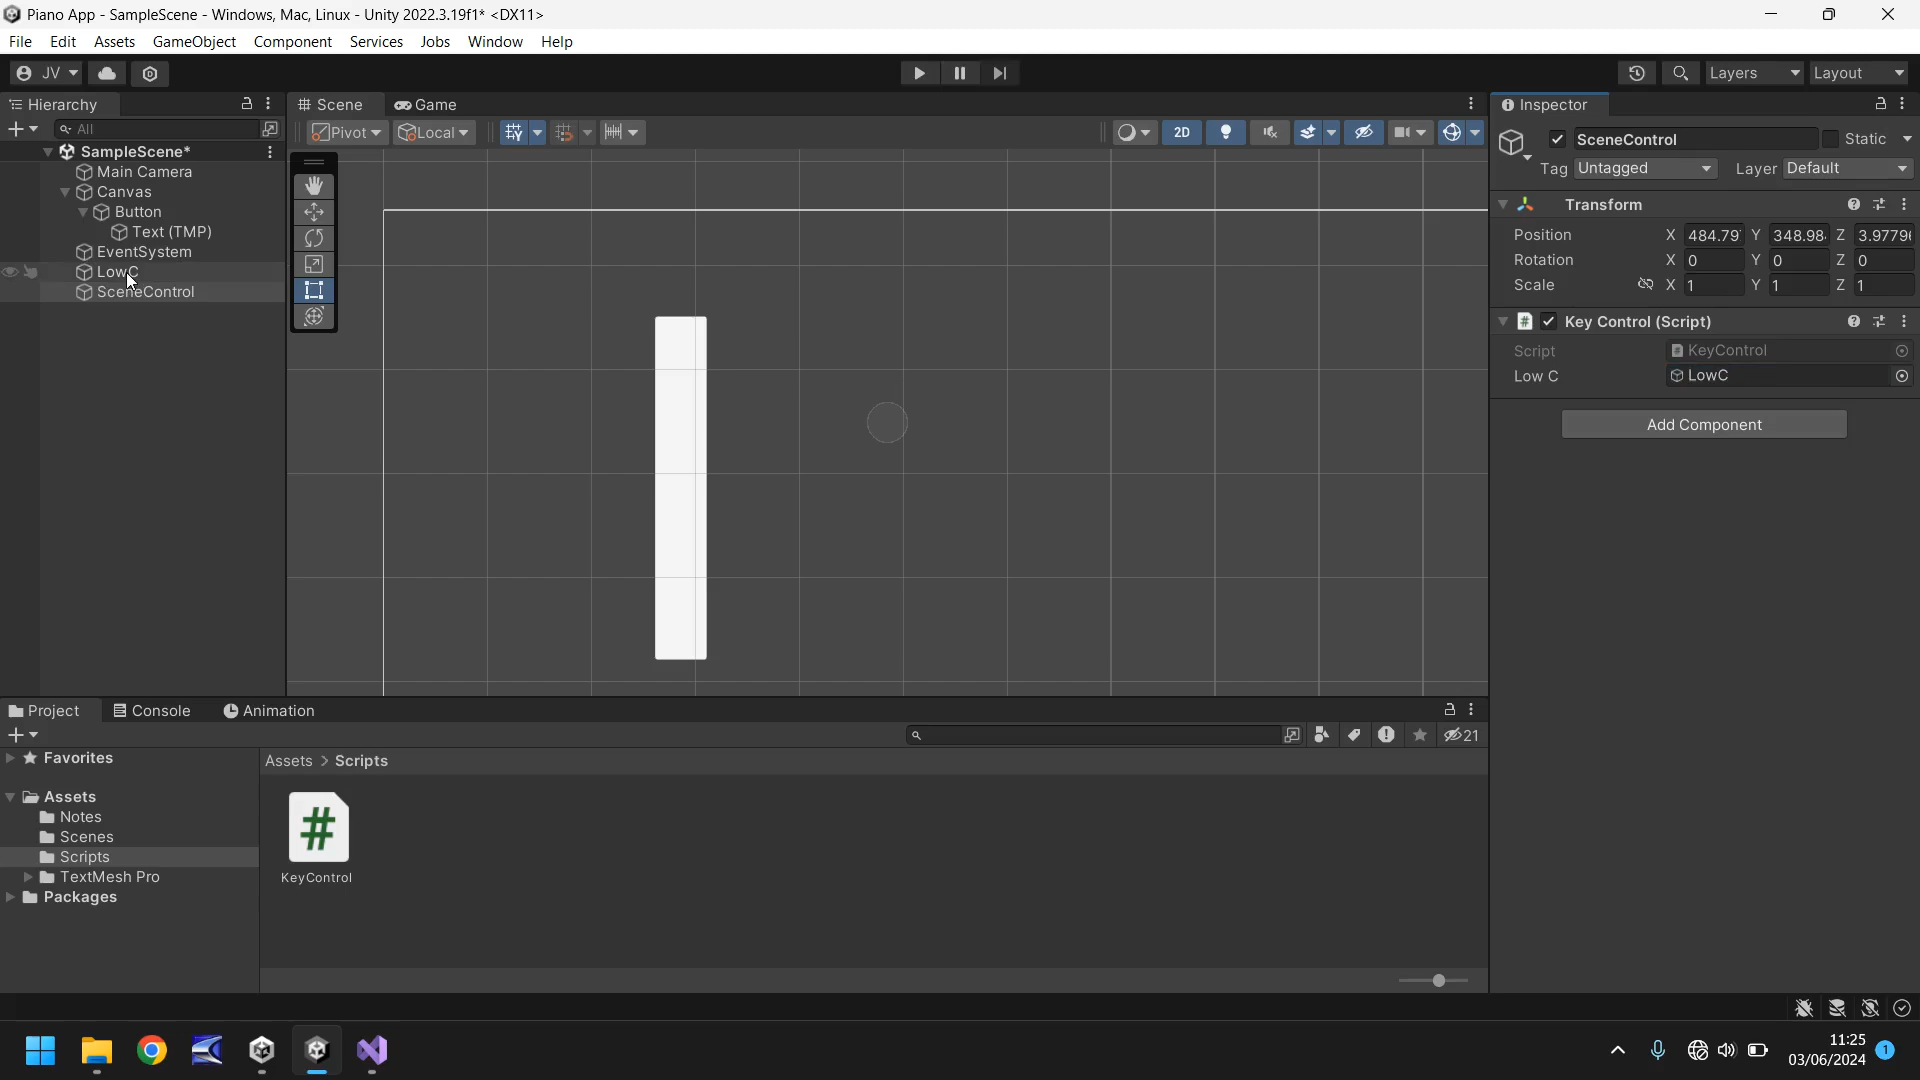 Piano App - SampleScene - Windows, Mac, Linux - Unity 2022.3.19f1* <DX11>
File Edit Assets GameObject Component Services Jobs Window Help
JV Layers Layout
Hierarchy Scene Game Inspector
All Pivot Local 2D SceneControl Static
SampleScene*
Main Camera
Canvas
Button
Text (TMP)
EventSystem
LowC
SceneControl
Tag Untagged Layer Default
Transform
Position X 484.79 Y 348.98 Z 3.9779
Rotation X 0 Y 0 Z 0
Scale X 1 Y 1 Z 1
Key Control (Script)
Script KeyControl
Low C LowC
Add Component
Project Console Animation
21
Favorites
Assets
Notes
Scenes
Scripts
TextMesh Pro
Packages
Assets > Scripts
#
KeyControl
11:25
03/06/2024
1